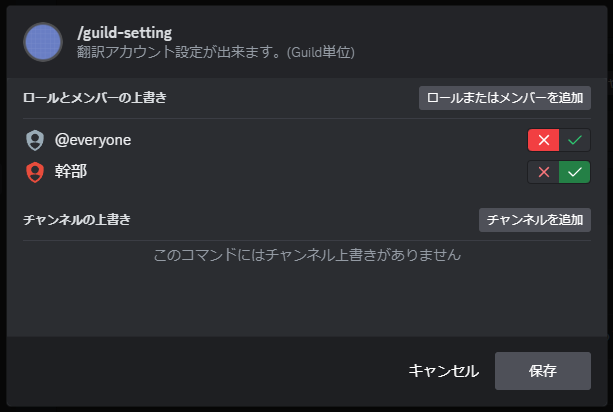 /guild-setting
翻訳アカウント設定が出来ます。(Guild単位)
ロールとメンバーの上書き
ロールまたはメンバーを追加
@everyone
幹部
チャンネルの上書き
チャンネルを追加
このコマンドにはチャンネル上書きがありません
キャンセル
保存